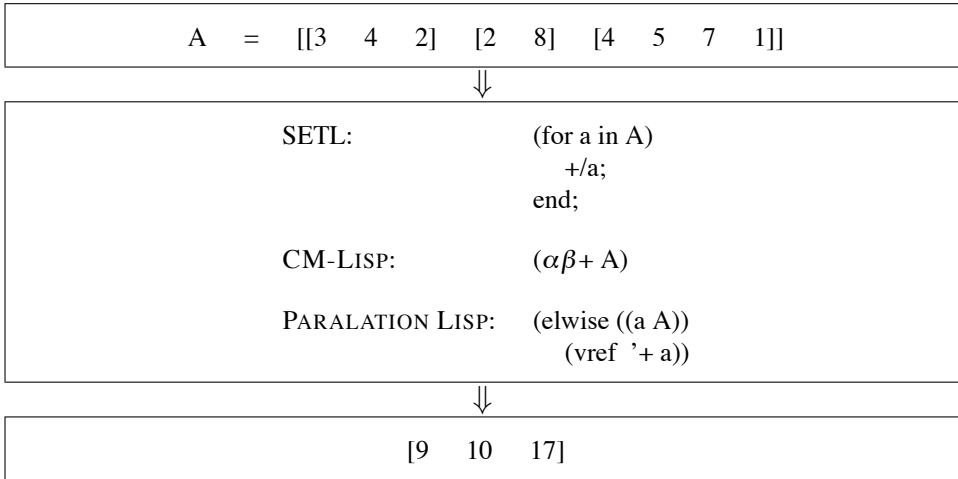 A = [[3 4 2] [2 8] [4 5 7 1]]
⇓
SETL: (for a in A)
+/a;
end;
CM-LISP: (αβ+ A)
PARALATION LISP: (elwise ((a A))
(vref ’+ a))
⇓
[9 10 17]